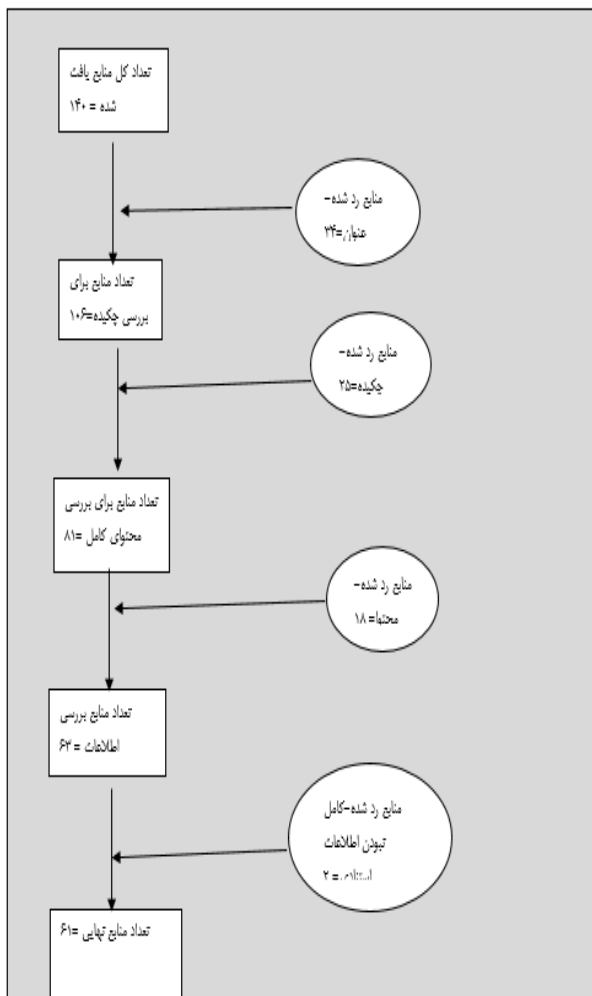 تعداد کل منابع یافت
شده = ۱۴۰
منابع رد شده-
عنوان=۳۴
تعداد منابع برای
بررسی چکیده=۱۰۶
منابع رد شده-
چکیده=۲۵
تعداد منابع برای بررسی
محتوای کامل =۸۱
منابع رد شده-
محتوا= ۱۸
تعداد منابع بررسی
اطلاعات = ۶۳
منابع رد شده-کامل
نبودن اطلاعات
= ۲
تعداد منابع نهایی =۶۱